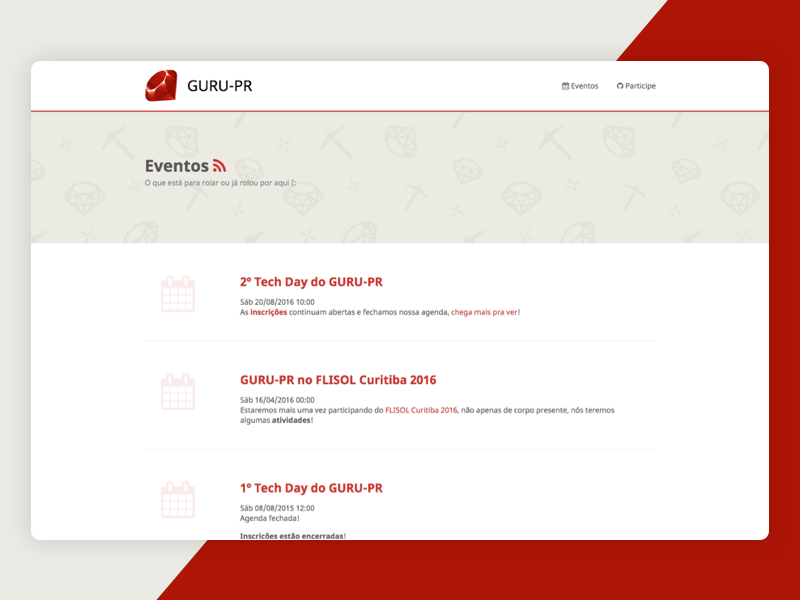 GURU-PR
Eventos
Participe
Eventos
O que está para rolar ou já rolou por aqui (:
2º Tech Day do GURU-PR
Sáb 20/08/2016 10:00
As inscrições continuam abertas e fechamos nossa agenda, chega mais pra ver!
GURU-PR no FLISOL Curitiba 2016
Sáb 16/04/2016 00:00
Estaremos mais uma vez participando do FLISOL Curitiba 2016, não apenas de corpo presente, nós teremos
algumas atividades!
1º Tech Day do GURU-PR
Sáb 08/08/2015 12:00
Agenda fechada!
Inscrições estão encerradas!